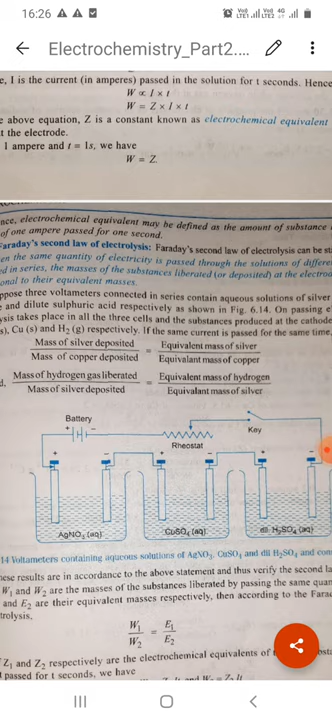 16:26
Vo)) 4G
LTE1 LTE2
Electrochemistry_Part2....
e, I is the current (in amperes) passed in the solution for t seconds. Hence
W ∝ I × t
W = Z × I × t
e above equation, Z is a constant known as electrochemical equivalent
t the electrode.
1 ampere and t = 1s, we have
W = Z.
nce, electrochemical equivalent may be defined as the amount of substance
of one ampere passed for one second.
Faraday's second law of electrolysis: Faraday's second law of electrolysis can be sta
en the same quantity of electricity is passed through the solutions of differe
ed in series, the masses of the substances liberated (or deposited) at the electrod
onal to their equivalent masses.
ppose three voltameters connected in series contain aqueous solutions of silver
e and dilute sulphuric acid respectively as shown in Fig. 6.14. On passing e
ysis takes place in all the three cells and the substances produced at the cathode
s), Cu (s) and H2 (g) respectively. If the same current is passed for the same time,
Mass of silver deposited / Mass of copper deposited = Equivalent mass of silver / Equivalant mass of copper
d, Mass of hydrogen gas liberated / Mass of silver deposited = Equivalent mass of hydrogen / Equivalant mass of silver
Battery
Key
Rheostat
AgNO3 (aq)
CuSO4 (aq)
dil H2SO4 (aq)
14 Voltameters containing aqueous solutions of AgNO3, CuSO4 and dil H2SO4 and conn
hese results are in accordance to the above statement and thus verify the second la
W1 and W2 are the masses of the substances liberated by passing the same quan
and E2 are their equivalent masses respectively, then according to the Farad
trolysis,
W1 / W2 = E1 / E2
Z1 and Z2 respectively are the electrochemical equivalents of
passed for t seconds, we have